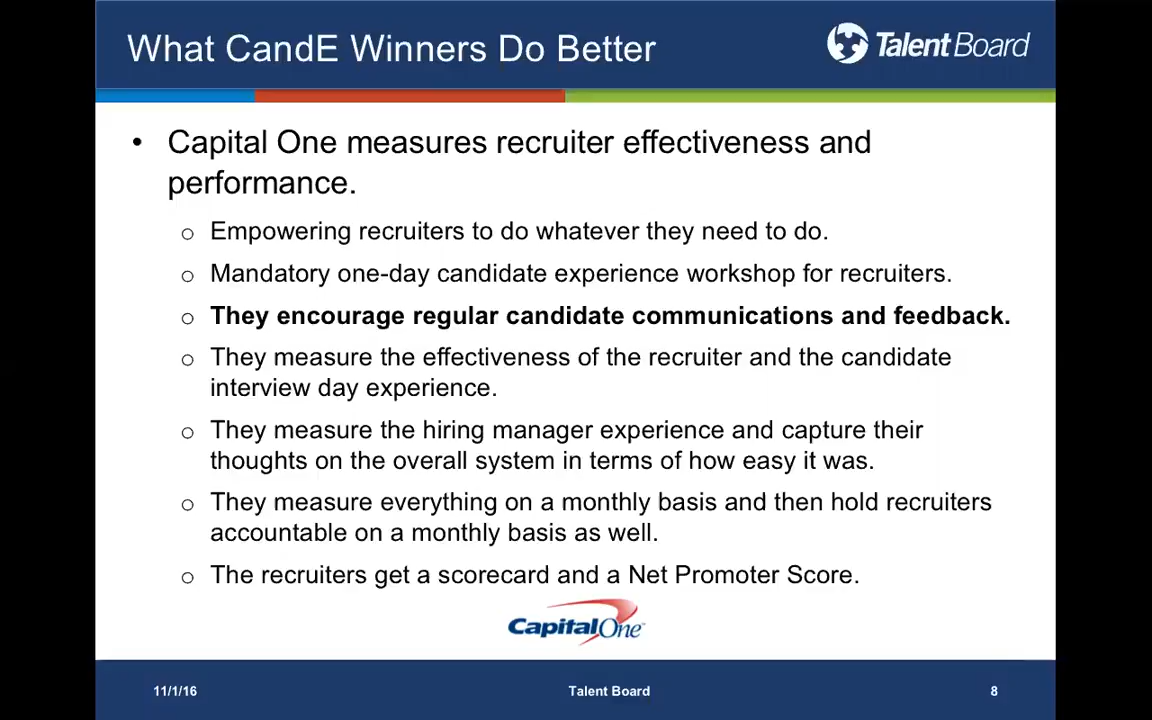 What CandE Winners Do Better
TalentBoard
• Capital One measures recruiter effectiveness and
performance.
o Empowering recruiters to do whatever they need to do.
o Mandatory one-day candidate experience workshop for recruiters.
o They encourage regular candidate communications and feedback.
o They measure the effectiveness of the recruiter and the candidate
interview day experience.
o They measure the hiring manager experience and capture their
thoughts on the overall system in terms of how easy it was.
o They measure everything on a monthly basis and then hold recruiters
accountable on a monthly basis as well.
o The recruiters get a scorecard and a Net Promoter Score.
CapitalOne
11/1/16
Talent Board
8